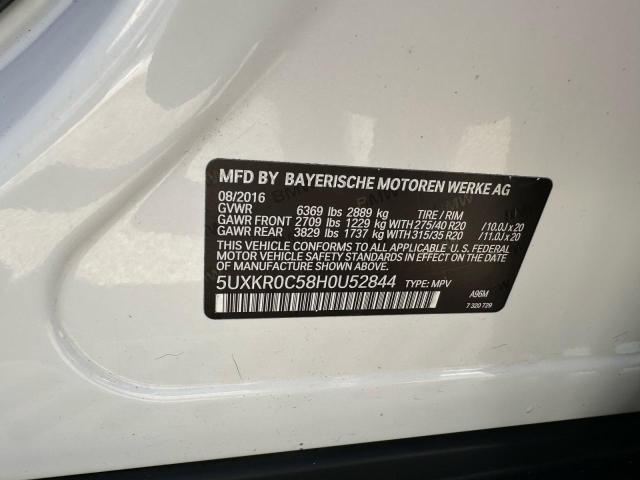 MFD BY BAYERISCHE MOTOREN WERKE AG
08/2016
GVWR 6369 lbs 2889 kg TIRE / RIM
GAWR FRONT 2709 lbs 1229 kg WITH 275/40 R20 /10.0J x 20
GAWR REAR 3829 lbs 1737 kg WITH 315/35 R20 /11.0J x 20
THIS VEHICLE CONFORMS TO ALL APPLICABLE U. S. FEDERAL
MOTOR VEHICLE SAFETY STANDARDS IN EFFECT ON THE
DATE OF MANUFACTURE SHOWN ABOVE.
5UXKR0C58H0U52844 TYPE: MPV
A96M
7 320 729